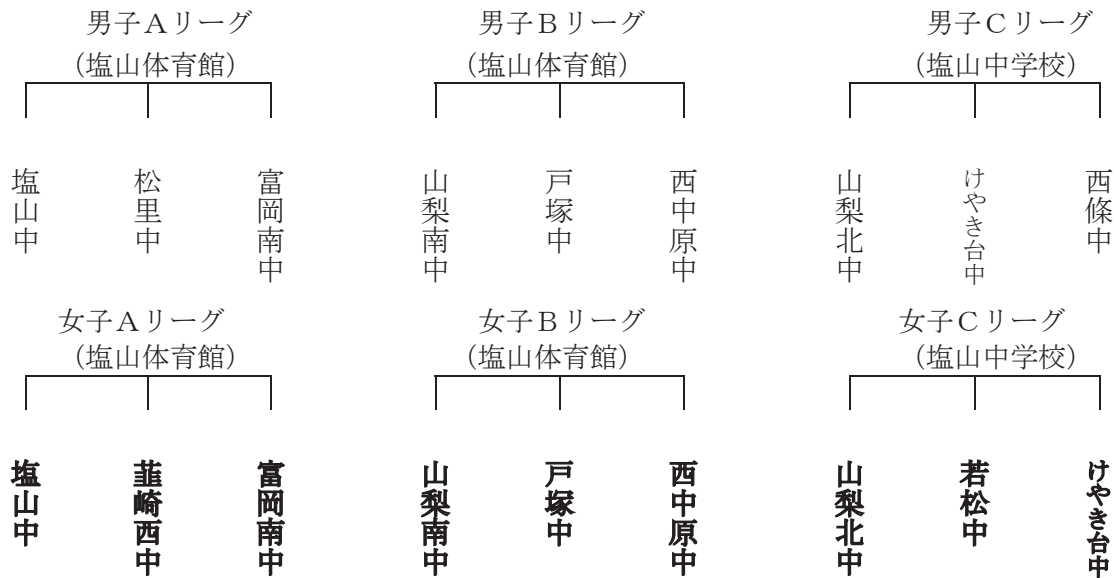 男子Aリーグ
(塩山体育館)
男子Bリーグ
(塩山体育館)
男子Cリーグ
(塩山中学校)
塩山中
松里中
富岡南中
山梨南中
戸塚中
西中原中
山梨北中
けやき台中
西條中
女子Aリーグ
(塩山体育館)
女子Bリーグ
(塩山体育館)
女子Cリーグ
(塩山中学校)
塩山中
韮崎西中
富岡南中
山梨南中
戸塚中
西中原中
山梨北中
若松中
けやき台中